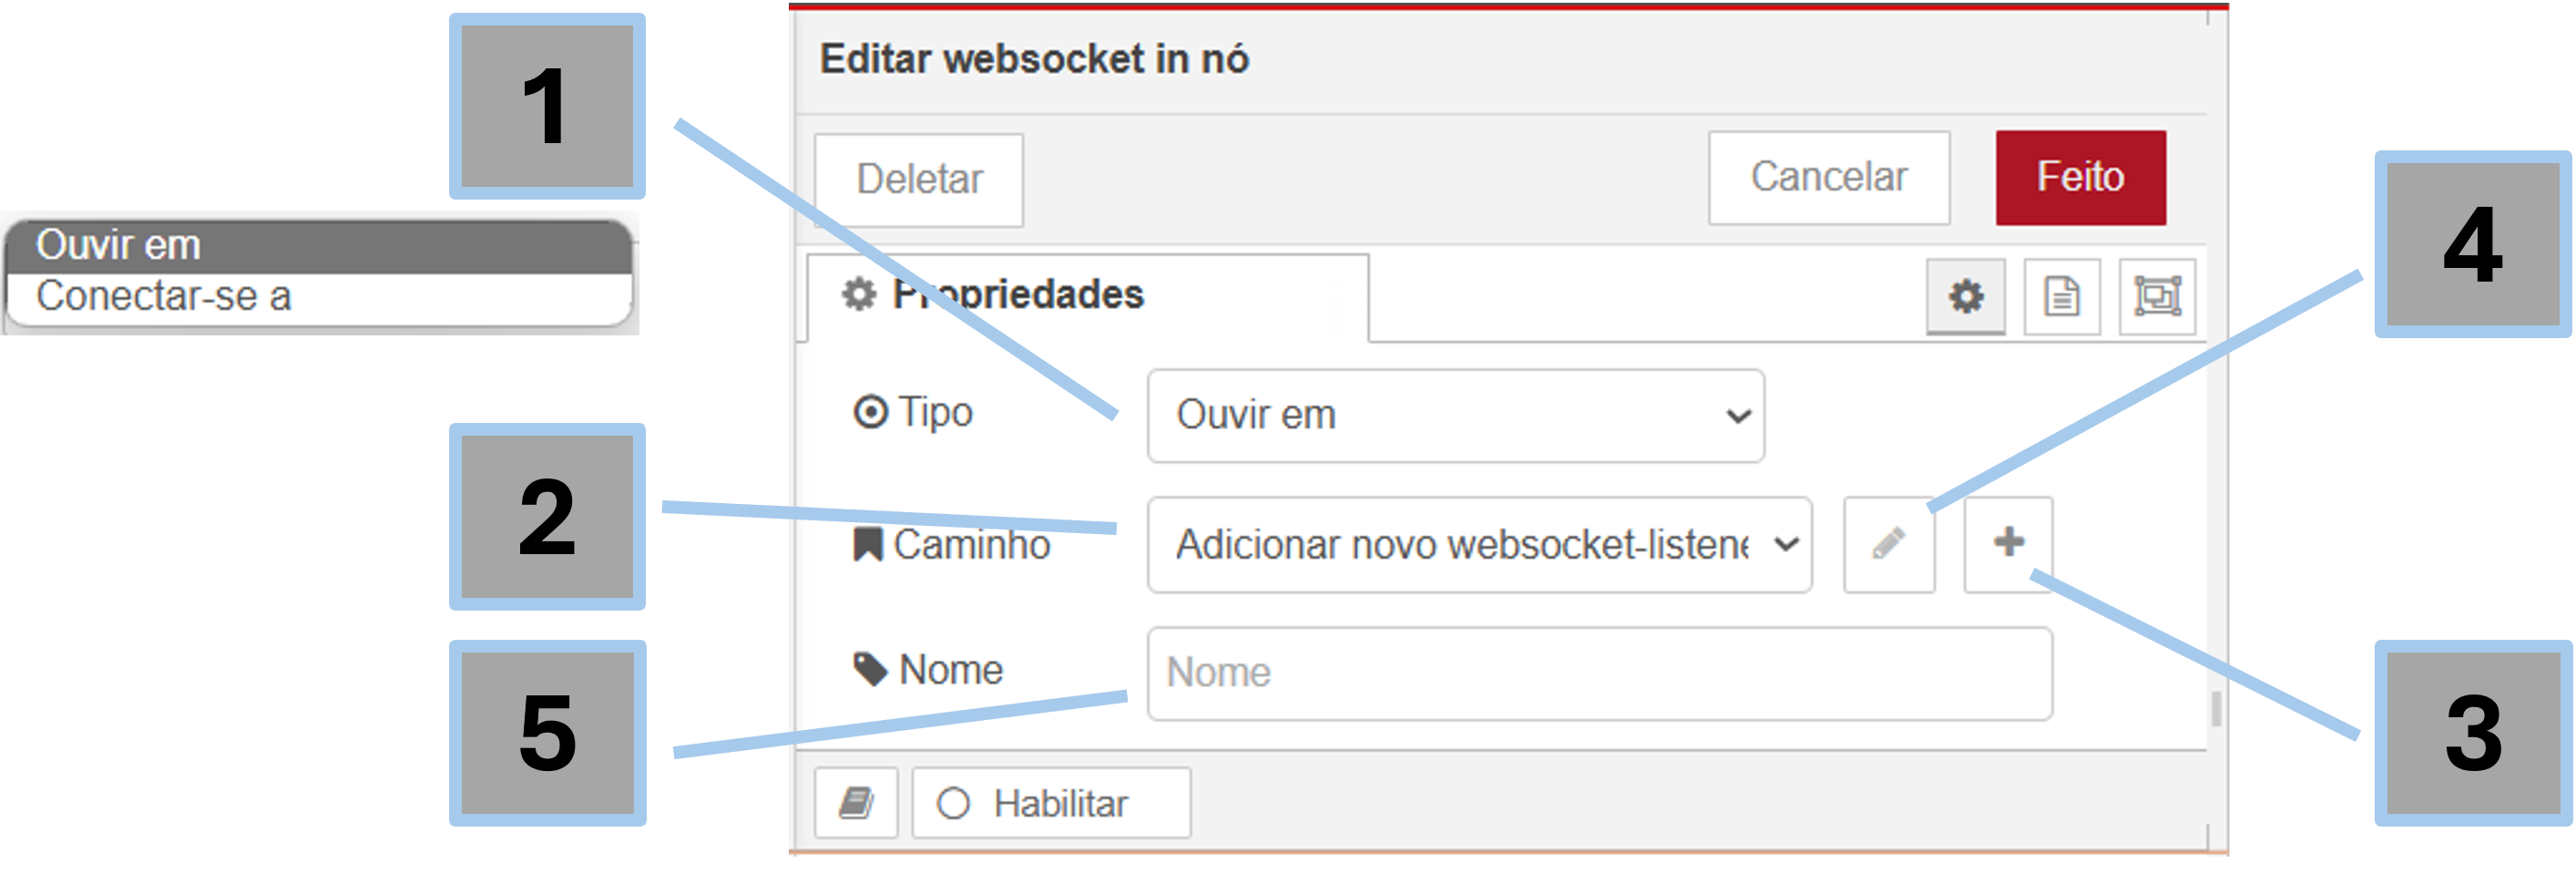 1
Ouvir em
Conectar-se a
2
5
Editar websocket in nó
Deletar
Cancelar
Feito
Propriedades
Tipo
Ouvir em
Caminho
Adicionar novo websocket-listene
Nome
Nome
Habilitar
4
3